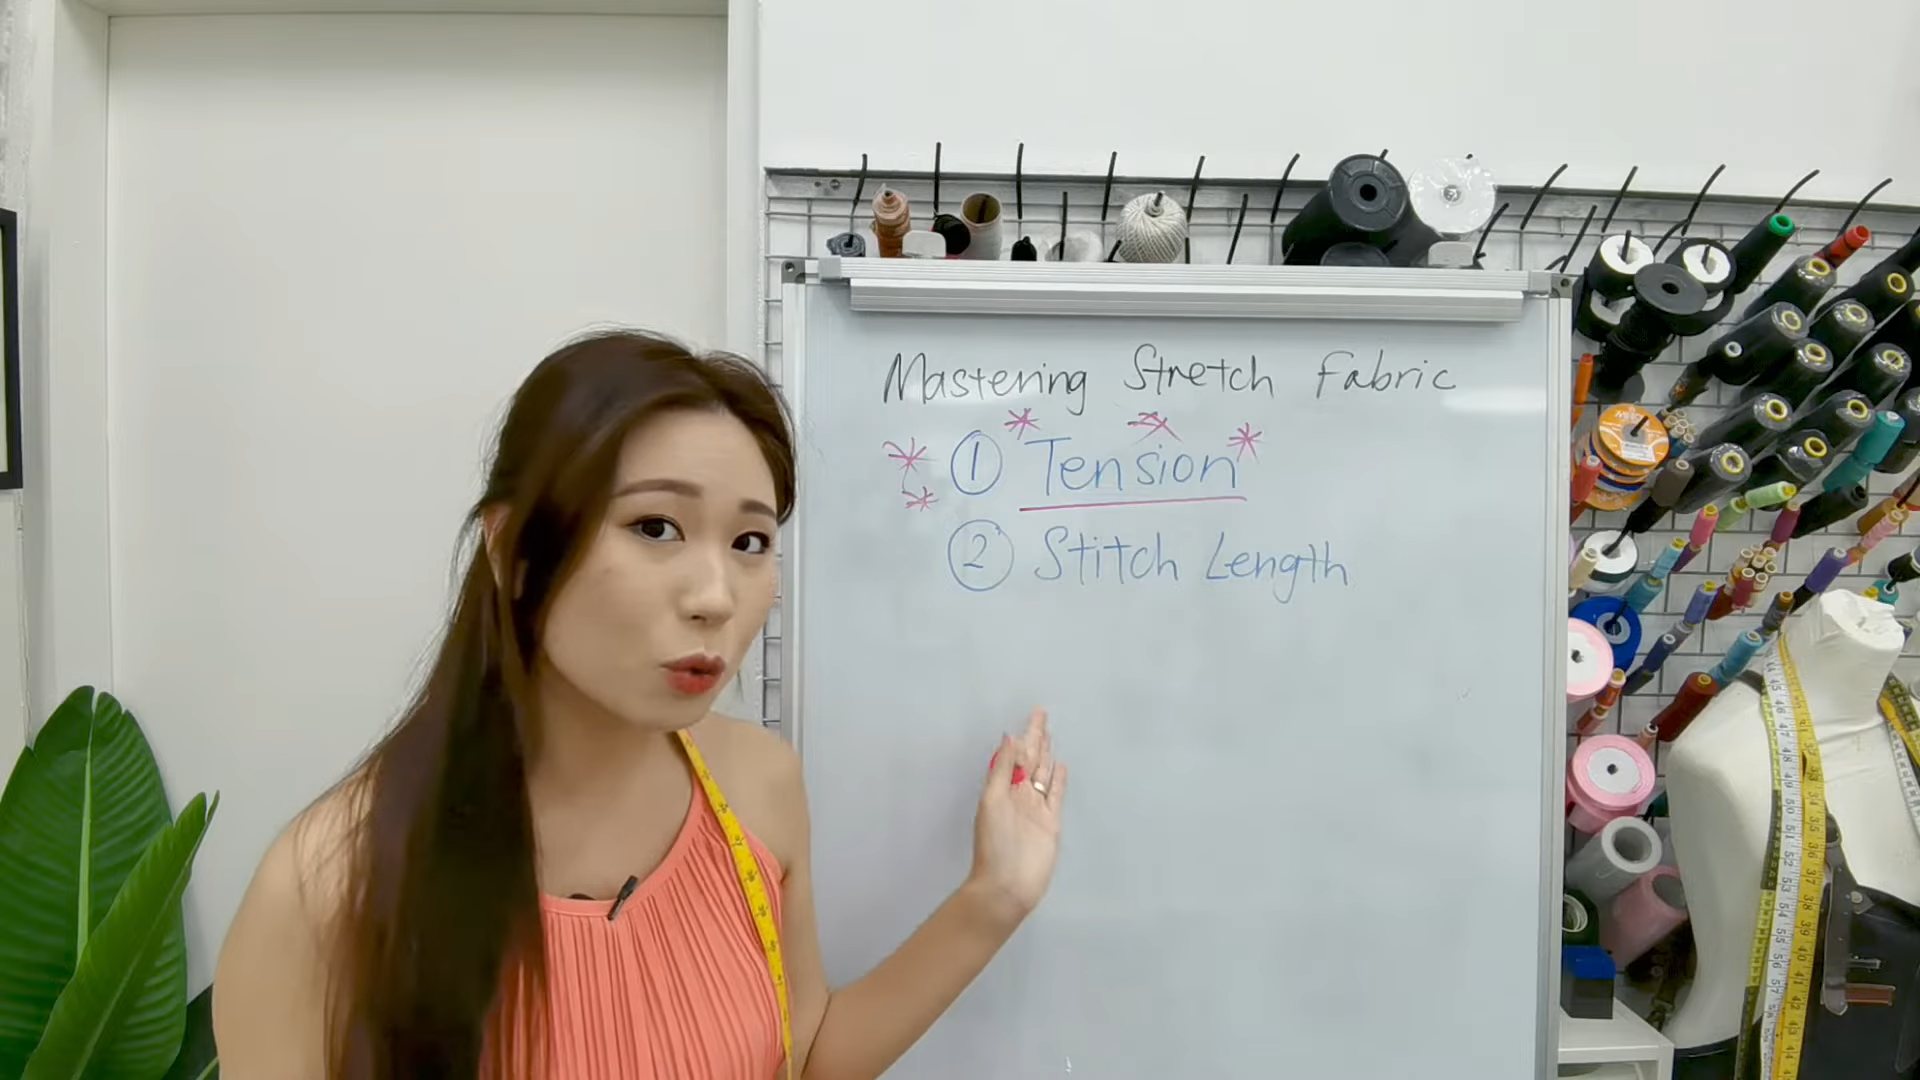 Mastering Stretch Fabric
① Tension
② Stitch Length